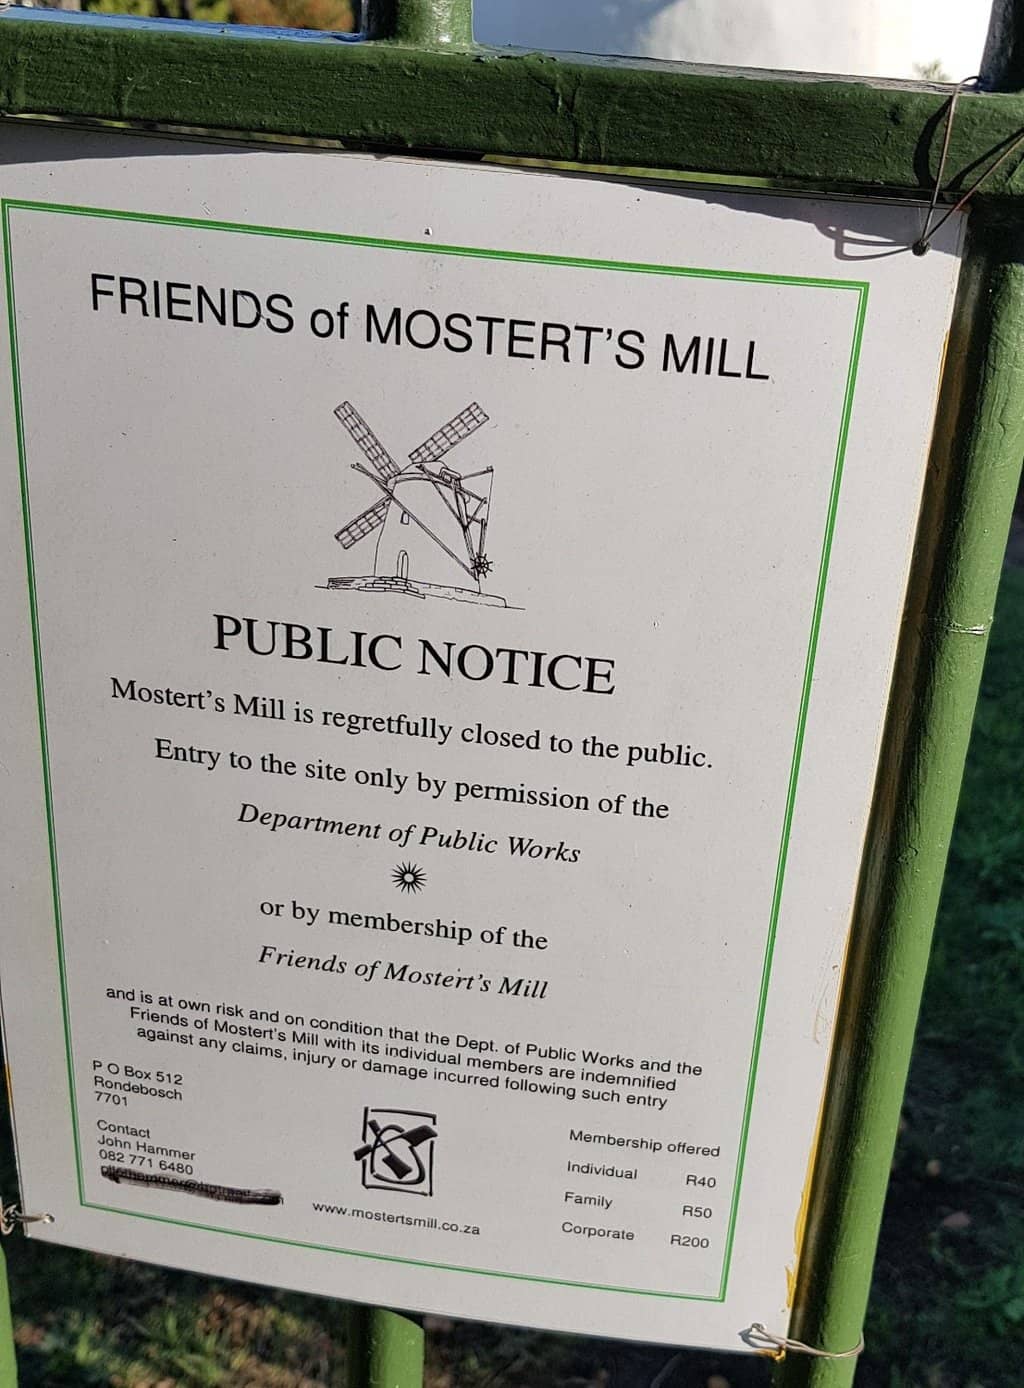 FRIENDS of MOSTERT'S MILL
PUBLIC NOTICE
Mostert's Mill is regretfully closed to the public.
Entry to the site only by permission of the
Department of Public Works
or by membership of the
Friends of Mostert's Mill
and is at own risk and on condition that the Dept. of Public Works and the
Friends of Mostert's Mill with its individual members are indemnified
against any claims, injury or damage incurred following such entry
P O Box 512
Rondebosch
7701
Contact
John Hammer
082 771 6480
www.mostertsmill.co.za
Membership offered
Individual R40
Family R50
Corporate R200